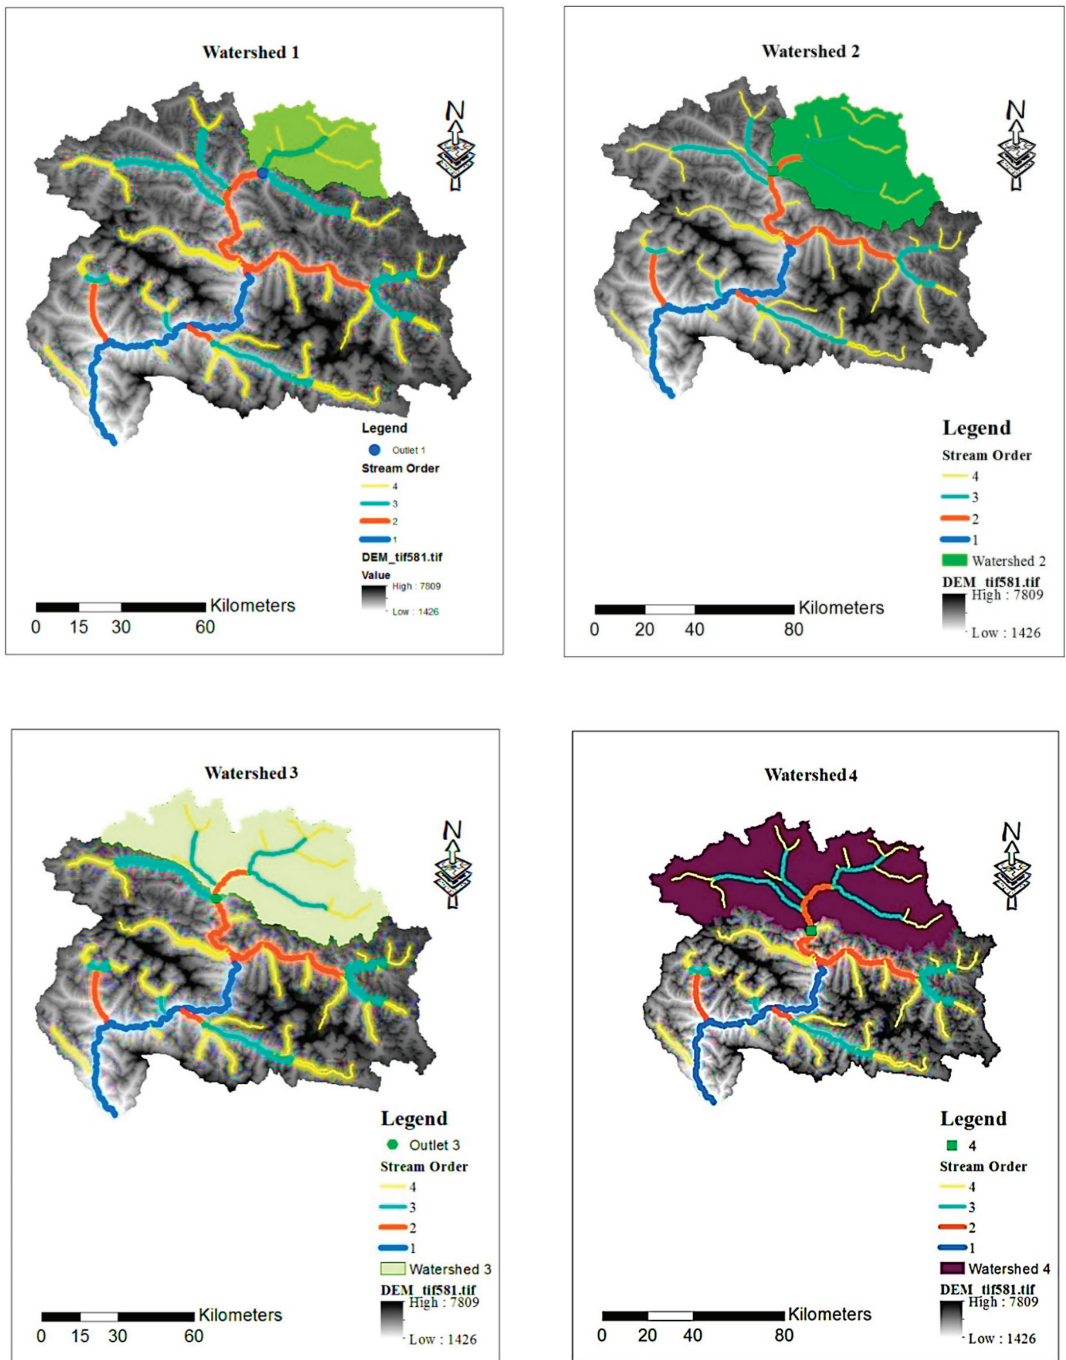 Watershed 1
N
Legend
Outlet 1
Stream Order
4
3
2
1
DEM_tif581.tif
Value
High : 7809
Low : 1426
Kilometers
0 15 30 60
Watershed 2
N
Legend
Stream Order
4
3
2
1
Watershed 2
DEM_tif581.tif
High : 7809
Low : 1426
0 20 40 80
Kilometers
Watershed 3
N
Legend
Outlet 3
Stream Order
4
3
2
1
Watershed 3
DEM_tif581.tif
High : 7809
Low : 1426
Kilometers
0 15 30 60
Watershed 4
N
Legend
4
Stream Order
4
3
2
1
Watershed 4
DEM_tif581.tif
High : 7809
Low : 1426
Kilometers
0 20 40 80